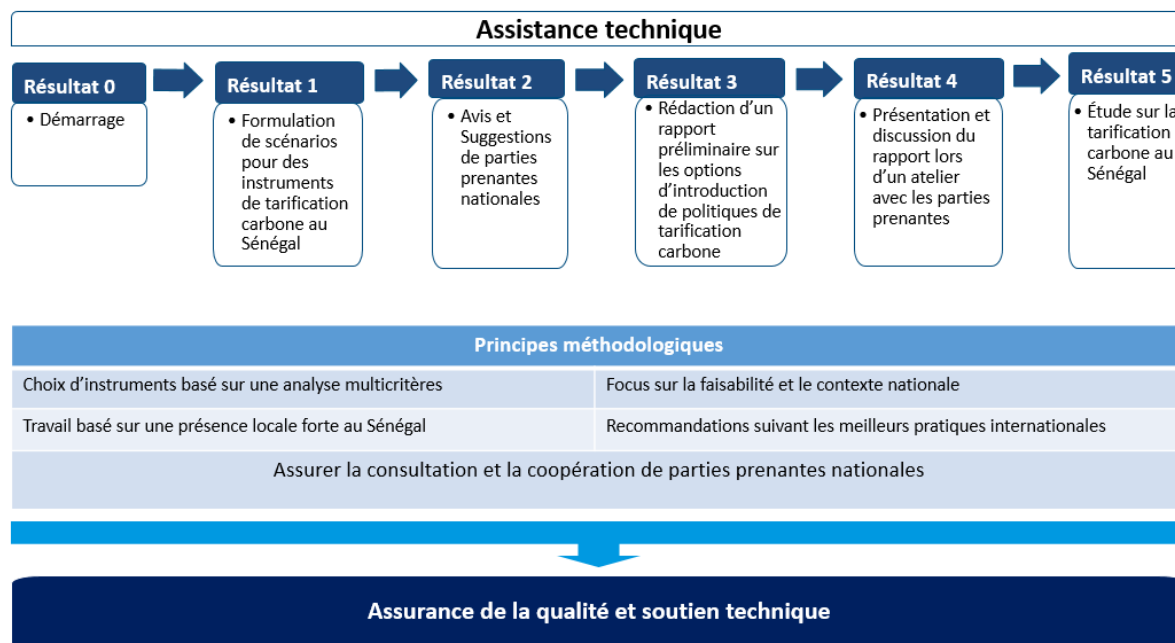 Assistance technique
Résultat 0
• Démarrage
Résultat 1
• Formulation
de scénarios
pour des
instruments
de tarification
carbone au
Sénégal
Résultat 2
• Avis et
Suggestions
de parties
prenantes
nationales
Résultat 3
• Rédaction d’un
rapport
préliminaire sur
les options
d’introduction
de politiques de
tarification
carbone
Résultat 4
• Présentation et
discussion du
rapport lors
d’un atelier
avec les parties
prenantes
Résultat 5
• Étude sur la
tarification
carbone au
Sénégal
Principes méthodologiques
Choix d’instruments basé sur une analyse multicritères
Focus sur la faisabilité et le contexte nationale
Travail basé sur une présence locale forte au Sénégal
Recommandations suivant les meilleurs pratiques internationales
Assurer la consultation et la coopération de parties prenantes nationales
Assurance de la qualité et soutien technique